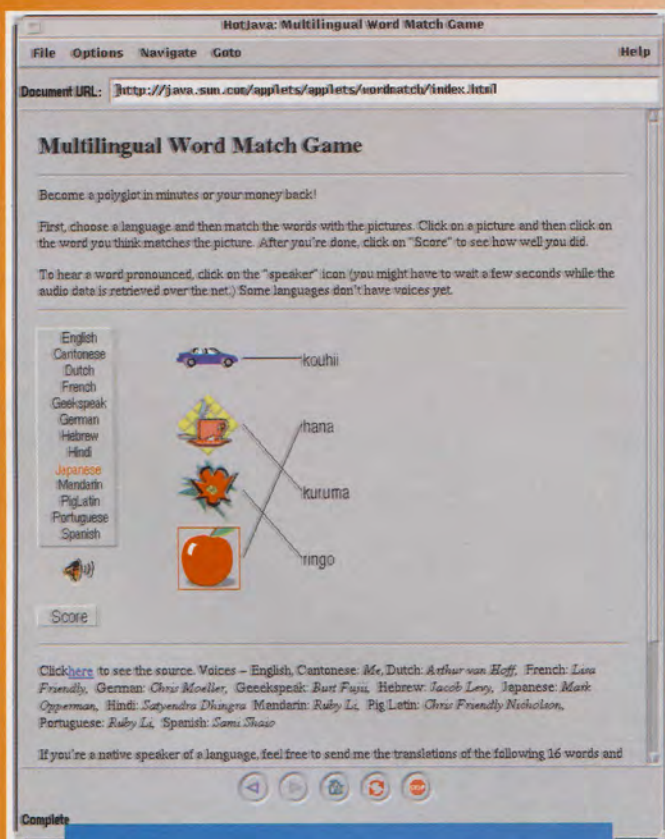 HotJava: Multilingual Word Match Game
File Options Navigate Goto Help
Document URL: http://java.sun.com/applets/applets/wordmatch/index.html
Multilingual Word Match Game
Become a polyglot in minutes or your money back!
First, choose a language and then match the words with the pictures. Click on a picture and then click on
the word you think matches the picture. After you're done, click on "Score" to see how well you did.
To hear a word pronounced, click on the "speaker" icon (you might have to wait a few seconds while the
audio data is retrieved over the net.) Some languages don't have voices yet.
English
Cantonese
Dutch
French
Geekspeak
German
Hebrew
Hindi
Japanese
Mandarin
PigLatin
Portuguese
Spanish
kouhii
hana
kuruma
ringo
Score
Clickhere to see the source. Voices – English, Cantonese: Me, Dutch: Arthur van Hoff, French: Lisa
Friendly, German: Chris Moeller, Geeekspeak: Burt Fujii, Hebrew: Jacob Levy, Japanese: Mark
Opperman, Hindi: Satyendra Dhingra Mandarin: Ruby Li, Pig Latin: Chris Friendly Nicholson,
Portuguese: Ruby Li, Spanish: Sami Shaio
If you're a native speaker of a language, feel free to send me the translations of the following 16 words and
STOP
Complete